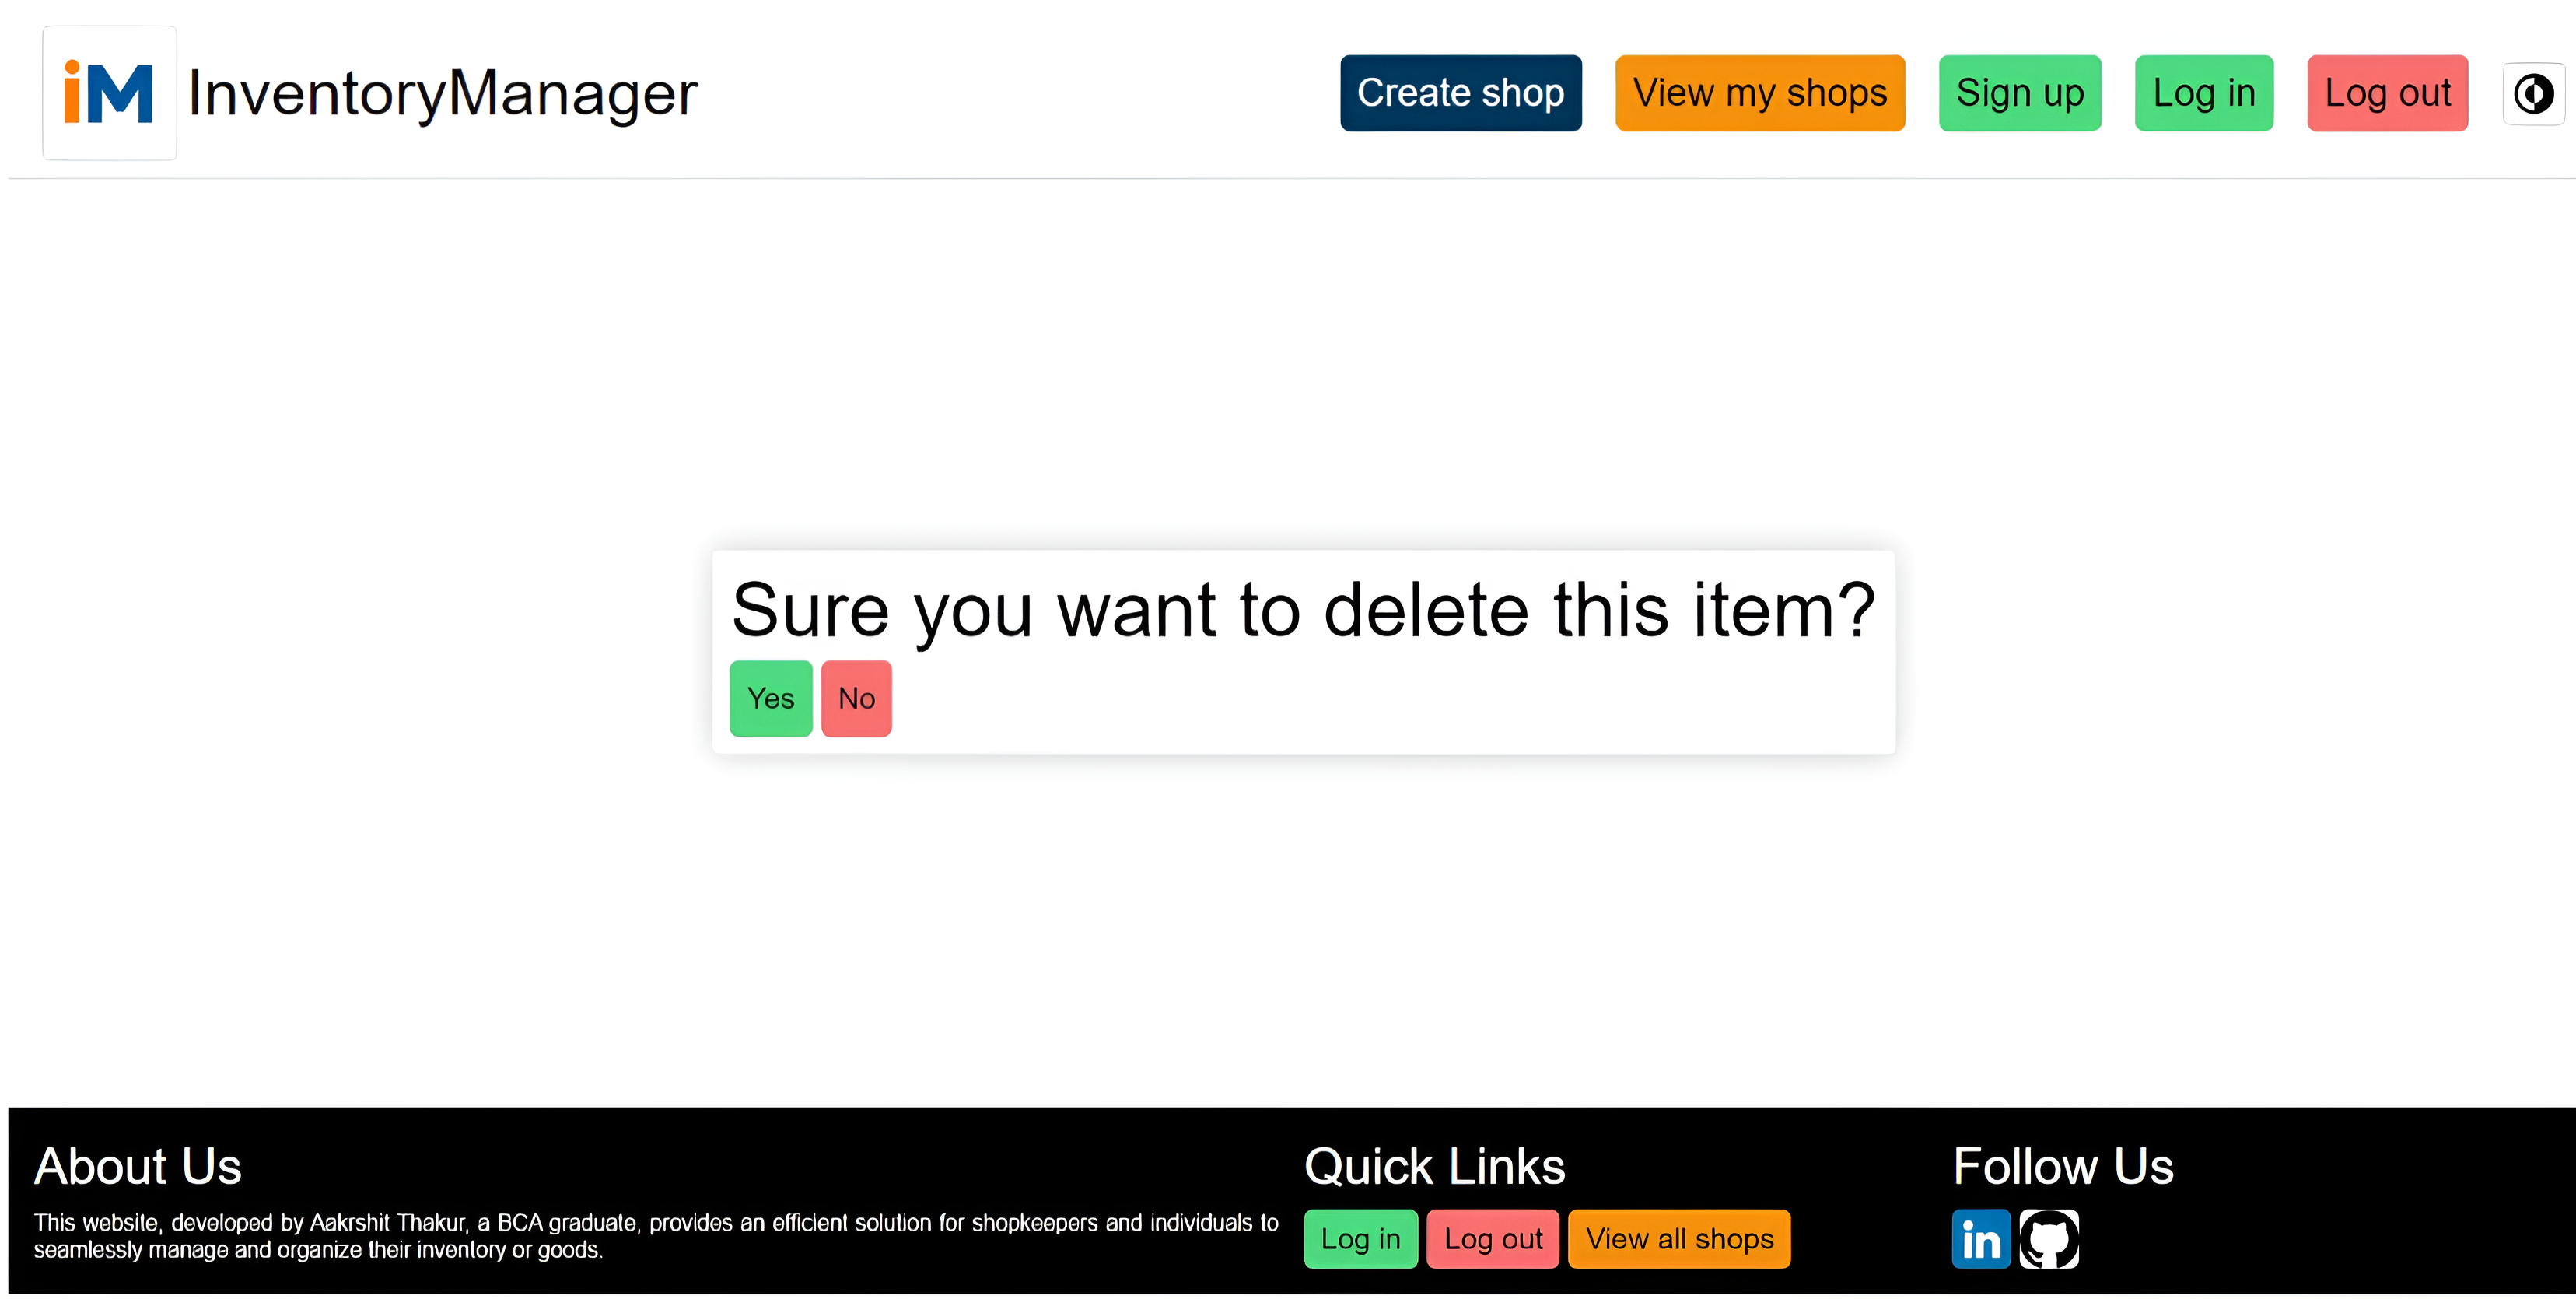 iM InventoryManager Create shop View my shops Sign up Log in Log out
Sure you want to delete this item?
Yes No
About Us
This website, developed by Aakrshit Thakur, a BCA graduate, provides an efficient solution for shopkeepers and individuals to
seamlessly manage and organize their inventory or goods.
Quick Links
Log in Log out View all shops
Follow Us
in